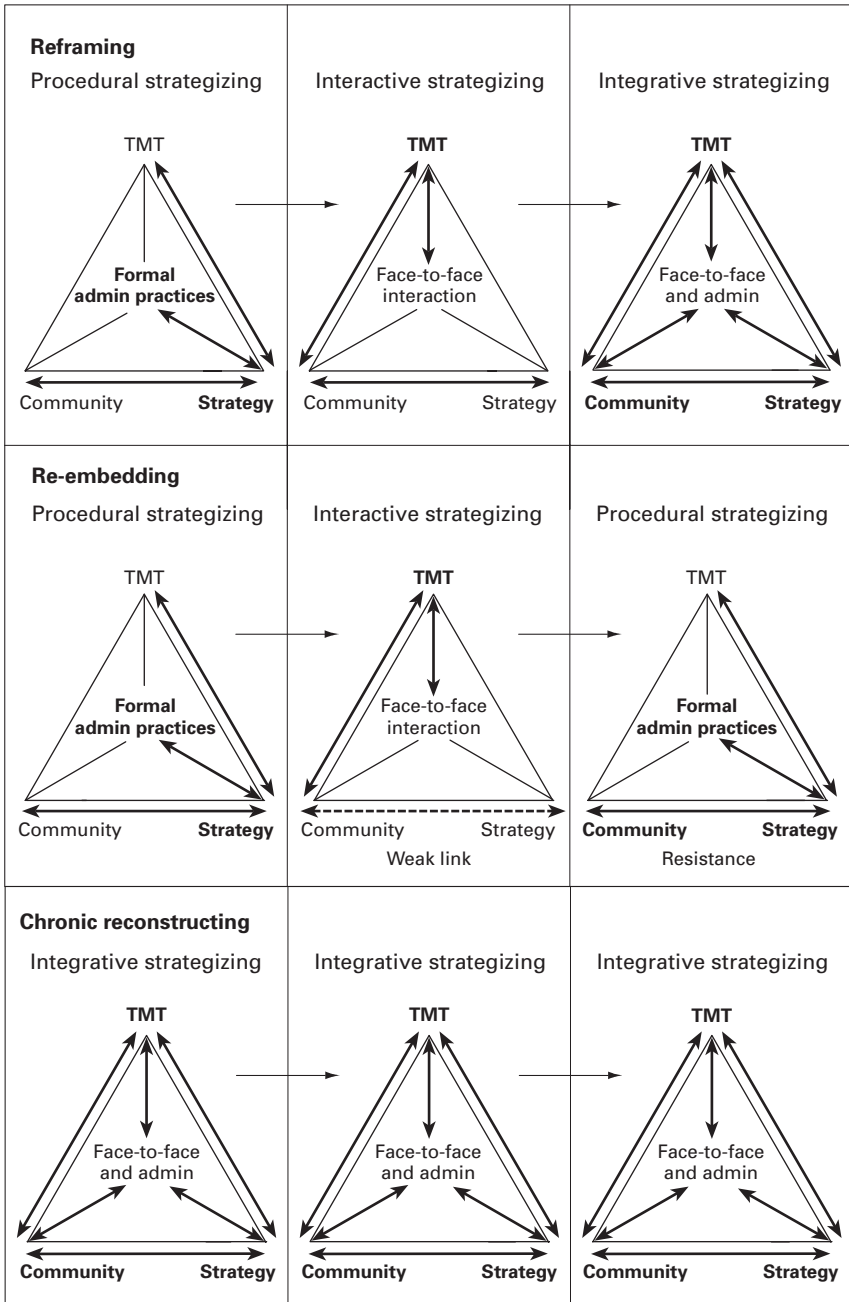 Reframing
Procedural strategizing
Interactive strategizing
Integrative strategizing
TMT
TMT
TMT
Formal
admin practices
Face-to-face
interaction
Face-to-face
and admin
Community
Strategy
Community
Strategy
Community
Strategy
Re-embedding
Procedural strategizing
Interactive strategizing
Procedural strategizing
TMT
TMT
TMT
Formal
admin practices
Face-to-face
interaction
Formal
admin practices
Community
Strategy
Community
Strategy
Community
Strategy
Weak link
Resistance
Chronic reconstructing
Integrative strategizing
Integrative strategizing
Integrative strategizing
TMT
TMT
TMT
Face-to-face
and admin
Face-to-face
and admin
Face-to-face
and admin
Community
Strategy
Community
Strategy
Community
Strategy